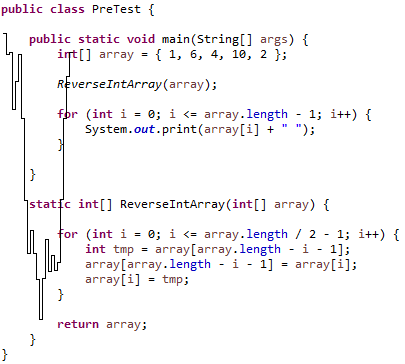 public class PreTest {
public static void main(String[] args) {
int[] array = { 1, 6, 4, 10, 2 };
ReverseIntArray(array);
for (int i = 0; i <= array.length - 1; i++) {
System.out.print(array[i] + " ");
}
}
static int[] ReverseIntArray(int[] array) {
for (int i = 0; i <= array.length / 2 - 1; i++) {
int tmp = array[array.length - i - 1];
array[array.length - i - 1] = array[i];
array[i] = tmp;
}
return array;
}
}